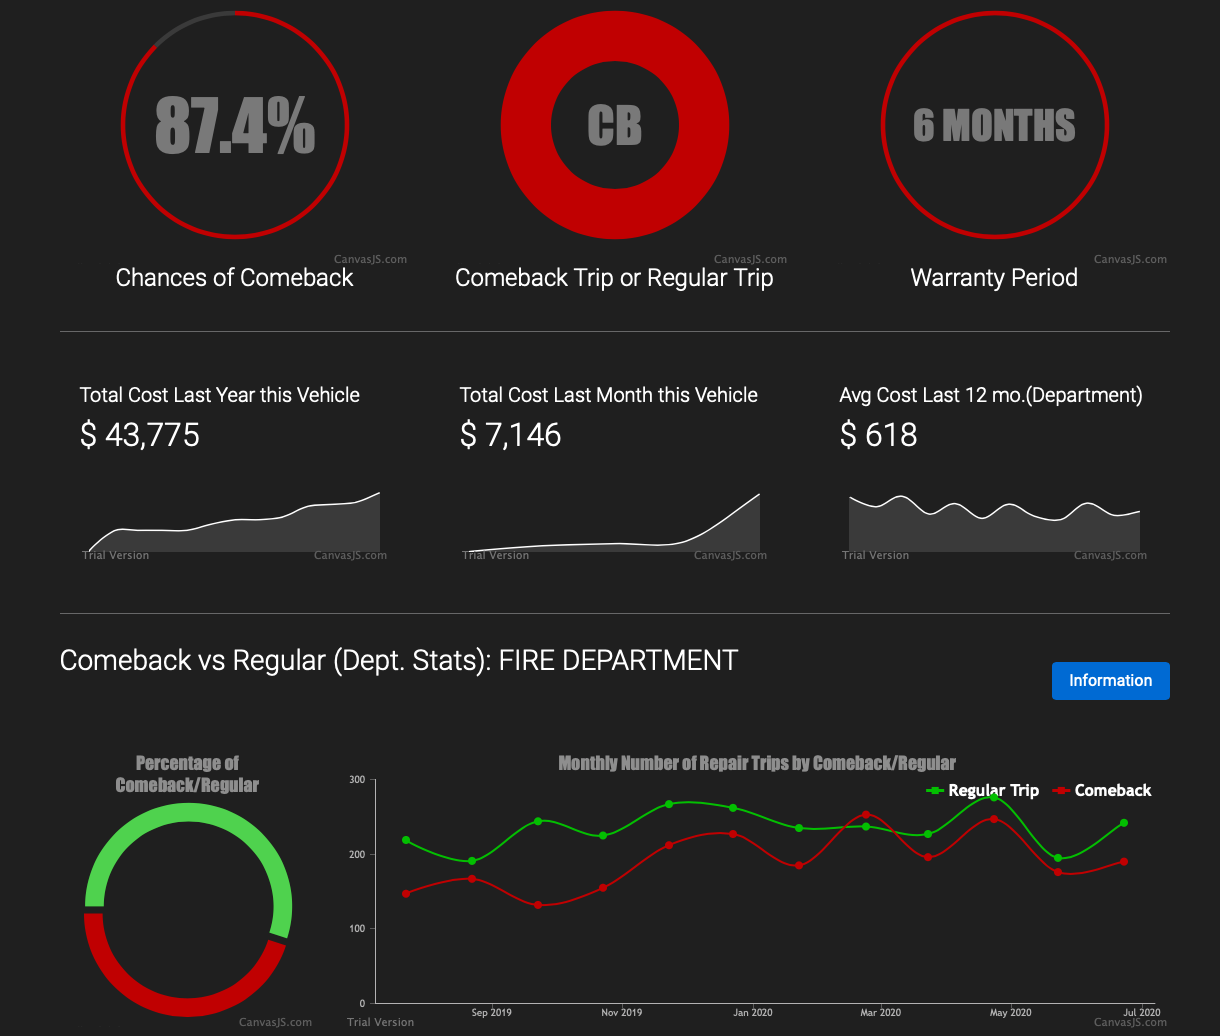 87.4%
CB
6 MONTHS
CanvasJS.com
CanvasJS.com
CanvasJS.com
Chances of Comeback
Comeback Trip or Regular Trip
Warranty Period
Total Cost Last Year this Vehicle
$ 43,775
Trial Version
CanvasJS.com
Total Cost Last Month this Vehicle
$ 7,146
Trial Version
CanvasJS.com
Avg Cost Last 12 mo.(Department)
$ 618
Trial Version
CanvasJS.com
Comeback vs Regular (Dept. Stats): FIRE DEPARTMENT
Information
Percentage of
Comeback/Regular
CanvasJS.com
Monthly Number of Repair Trips by Comeback/Regular
Regular Trip
Comeback
300
200
100
0
Sep 2019
Nov 2019
Jan 2020
Mar 2020
May 2020
Jul 2020
Trial Version
CanvasJS.com